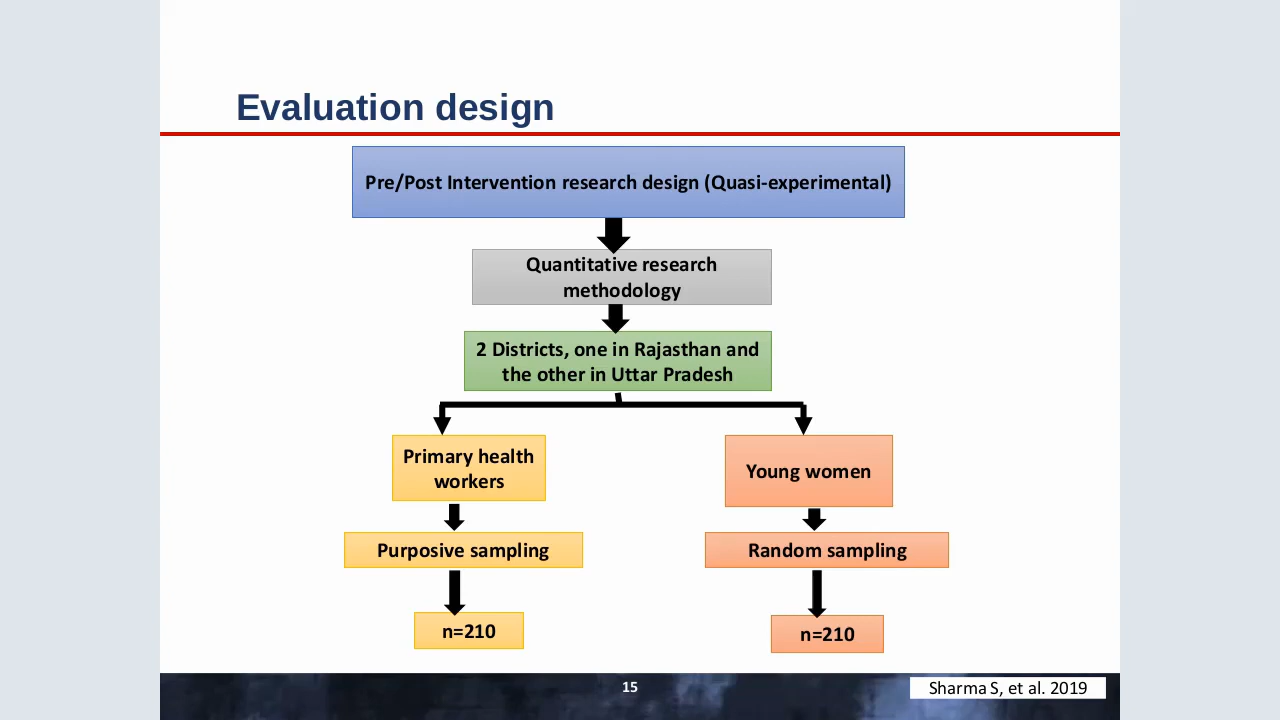 Evaluation design
Pre/Post Intervention research design (Quasi-experimental)
Quantitative research
methodology
2 Districts, one in Rajasthan and
the other in Uttar Pradesh
Primary health
workers
Young women
Purposive sampling
Random sampling
n=210
n=210
15
Sharma S, et al. 2019